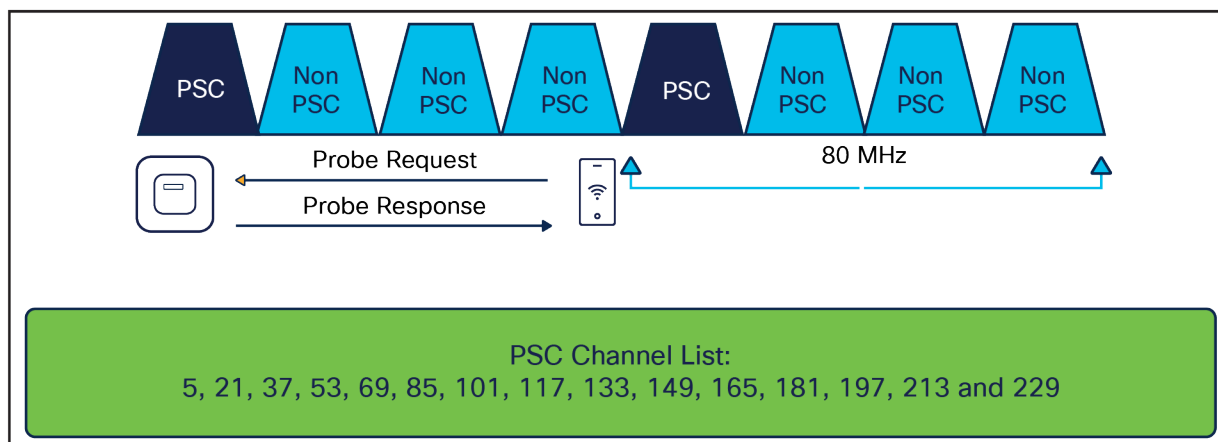 PSC
Non
PSC
Non
PSC
Non
PSC
PSC
Non
PSC
Non
PSC
Non
PSC
Probe Request
80 MHz
Probe Response
PSC Channel List:
5, 21, 37, 53, 69, 85, 101, 117, 133, 149, 165, 181, 197, 213 and 229